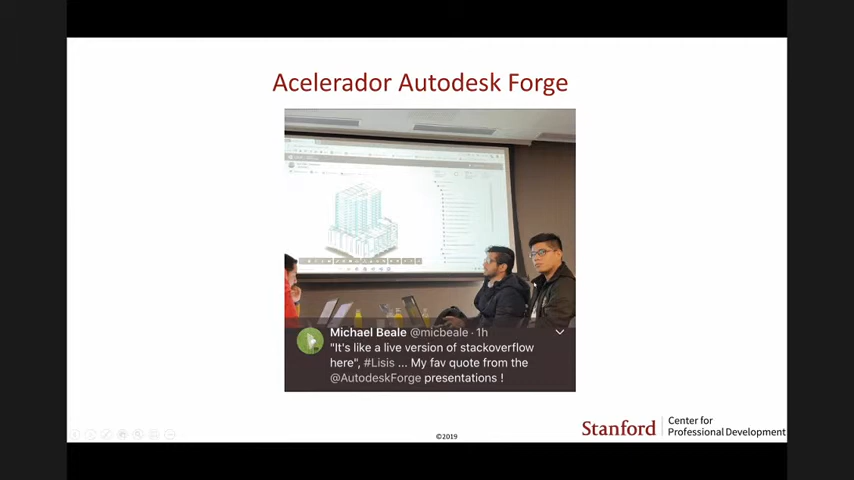 Acelerador Autodesk Forge
Michael Beale @micbeale · 1h
"It's like a live version of stackoverflow
here", #Lisis ... My fav quote from the
@AutodeskForge presentations !
©2019
Stanford
Center for
Professional Development